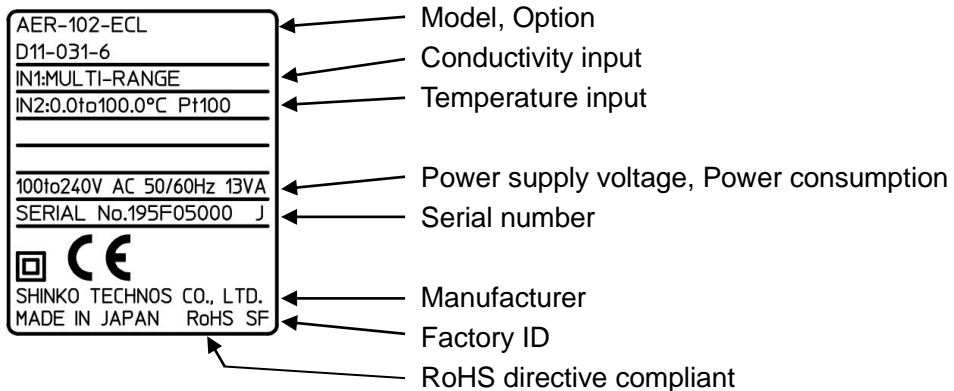 AER-102-ECL
Model, Option
D11-031-6
IN1:MULTI-RANGE
Conductivity input
IN2:0.0to100.0°C Pt100
Temperature input
100to240V AC 50/60Hz 13VA
Power supply voltage, Power consumption
SERIAL No.195F05000 J
Serial number
CE
SHINKO TECHNOS CO., LTD.
Manufacturer
MADE IN JAPAN RoHS SF
Factory ID
RoHS directive compliant